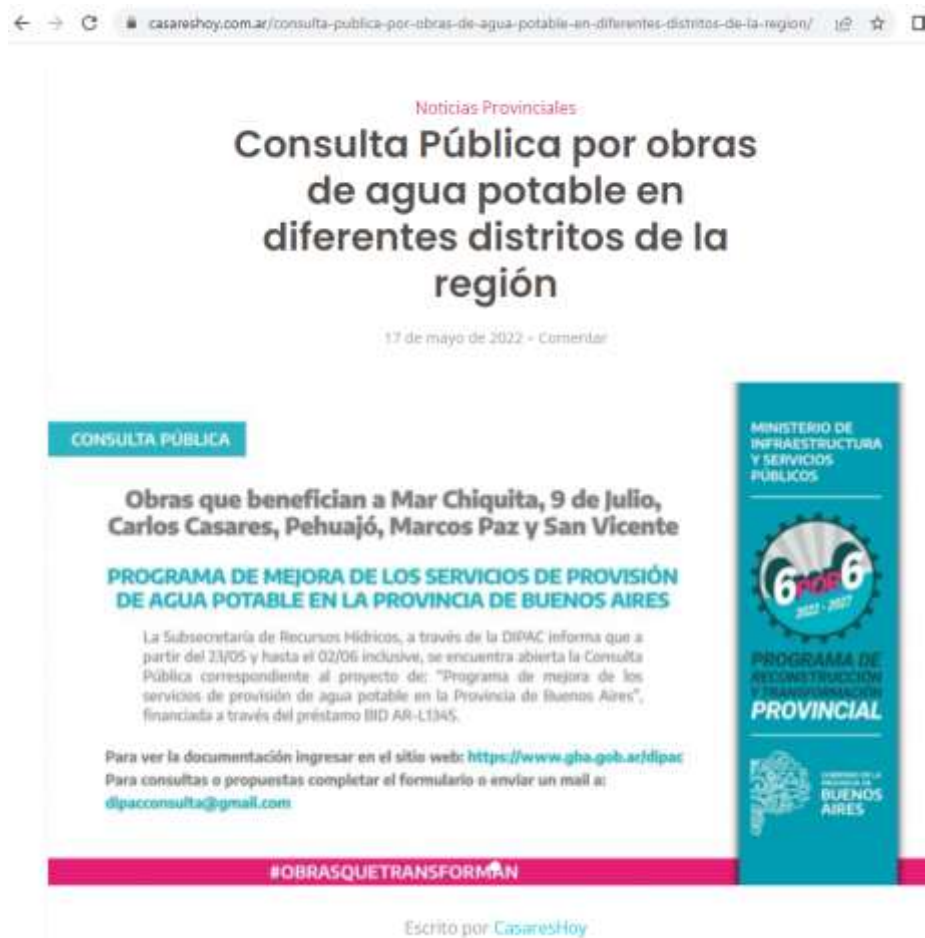 casareshoy.com.ar/consulta-publica-por-obras-de-agua-potable-en-diferentes-distritos-de-la-region/
Noticias Provinciales
Consulta Pública por obras
de agua potable en
diferentes distritos de la
región
17 de mayo de 2022 - Comentar
CONSULTA PÚBLICA
Obras que benefician a Mar Chiquita, 9 de Julio,
Carlos Casares, Pehuajó, Marcos Paz y San Vicente
PROGRAMA DE MEJORA DE LOS SERVICIOS DE PROVISIÓN
DE AGUA POTABLE EN LA PROVINCIA DE BUENOS AIRES
La Subsecretaría de Recursos Hídricos, a través de la DIPAC informa que a
partir del 23/05 y hasta el 02/06 inclusive, se encuentra abierta la Consulta
Pública correspondiente al proyecto de: "Programa de mejora de los
servicios de provisión de agua potable en la Provincia de Buenos Aires",
financiada a través del préstamo BID AR-L1345.
Para ver la documentación ingresar en el sitio web: https://www.gba.gob.ar/dipac
Para consultas o propuestas completar el formulario o enviar un mail a:
dipacconsulta@gmail.com
MINISTERIO DE
INFRAESTRUCTURA
Y SERVICIOS
PÚBLICOS
6 POR 6
2022 - 2027
PROGRAMA DE
RECONSTRUCCIÓN
Y TRANSFORMACIÓN
PROVINCIAL
GOBIERNO DE LA
PROVINCIA DE
BUENOS
AIRES
#OBRASQUETRANSFORMAN
Escrito por CasaresHoy